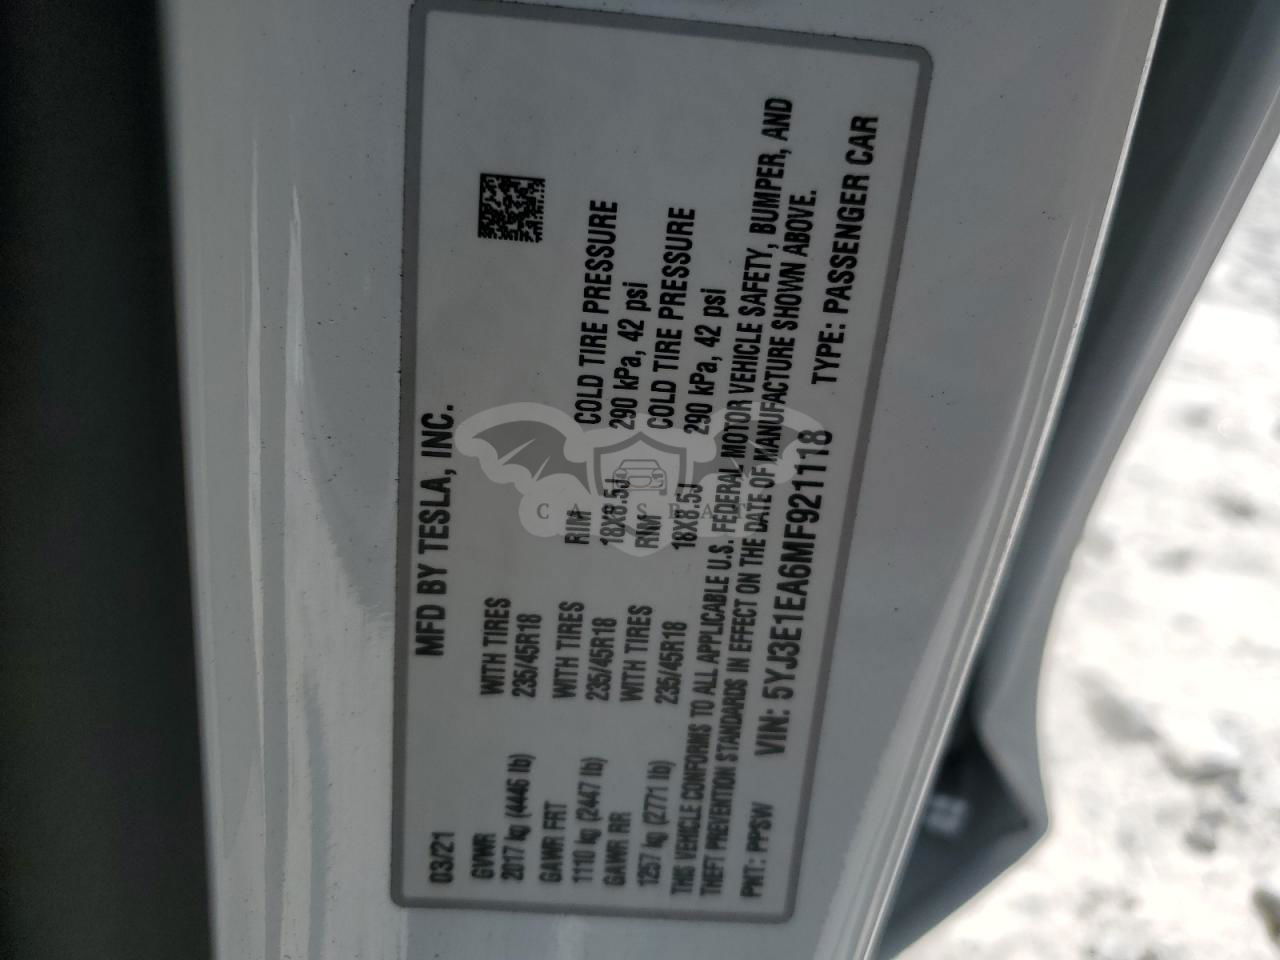 MFD BY TESLA, INC.
03/21
GVWR
2017 kg (4446 lb)
WITH TIRES
235/45R18
GAWR FRT
1110 kg (2447 lb)
WITH TIRES
235/45R18
RIM
18X8.5J
COLD TIRE PRESSURE
290 kPa, 42 psi
GAWR RR
1257 kg (2771 lb)
WITH TIRES
235/45R18
RIM
18X8.5J
COLD TIRE PRESSURE
290 kPa, 42 psi
THIS VEHICLE CONFORMS TO ALL APPLICABLE U.S. FEDERAL MOTOR VEHICLE SAFETY, BUMPER, AND
THEFT PREVENTION STANDARDS IN EFFECT ON THE DATE OF MANUFACTURE SHOWN ABOVE.
PNT: PPSW
VIN: 5YJ3E1EA6MF921118
TYPE: PASSENGER CAR